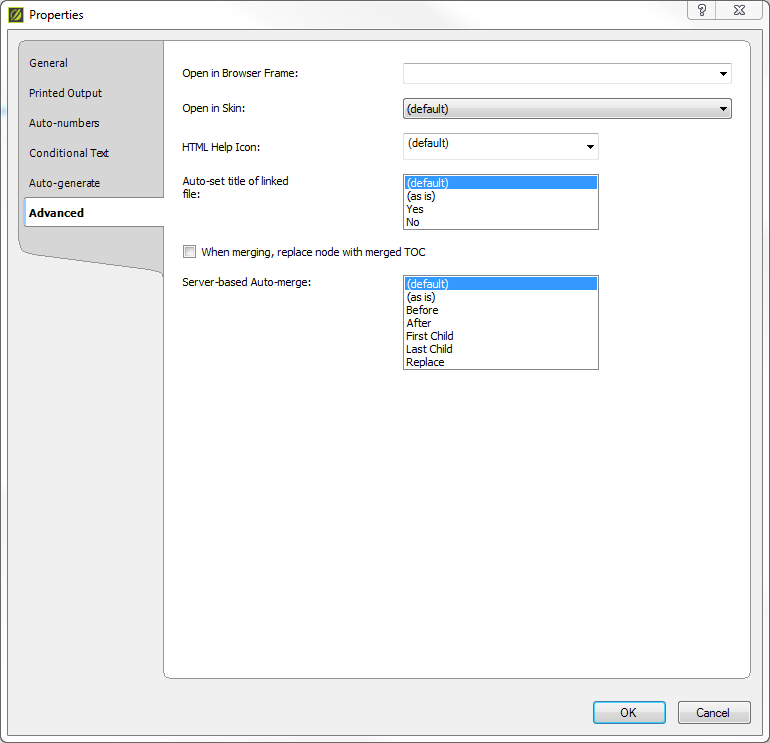 Properties
?
General
Printed Output
Auto-numbers
Conditional Text
Auto-generate
Advanced
Open in Browser Frame:
Open in Skin:
(default)
HTML Help Icon:
(default)
Auto-set title of linked
file:
(default)
(as is)
Yes
No
When merging, replace node with merged TOC
Server-based Auto-merge:
(default)
(as is)
Before
After
First Child
Last Child
Replace
OK
Cancel